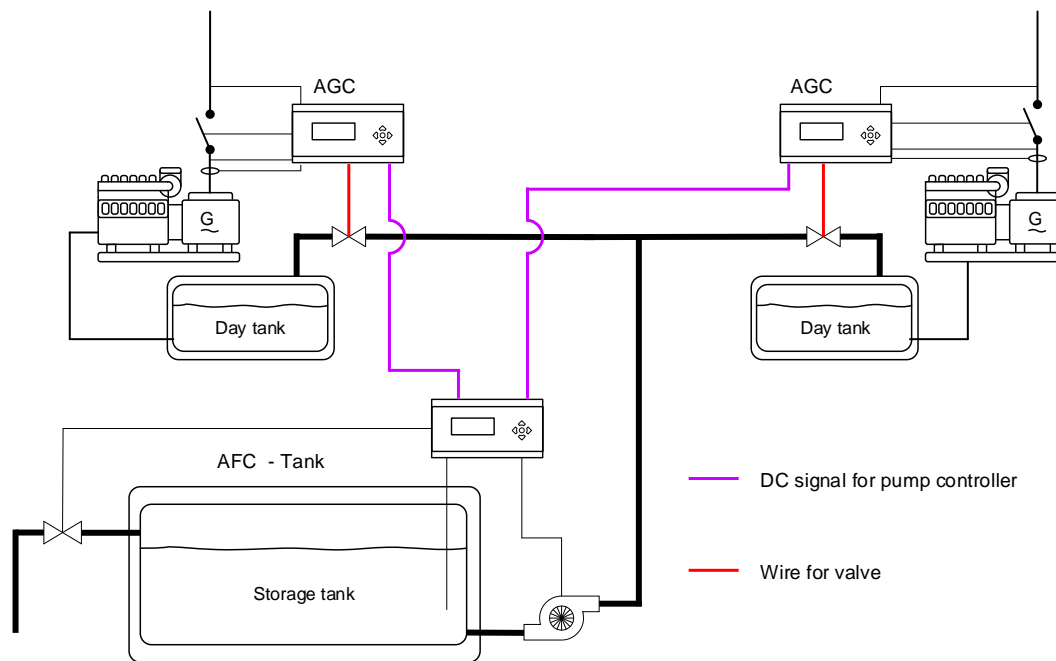 AGC
AGC
G
G
Day tank
Day tank
AFC - Tank
DC signal for pump controller
Wire for valve
Storage tank